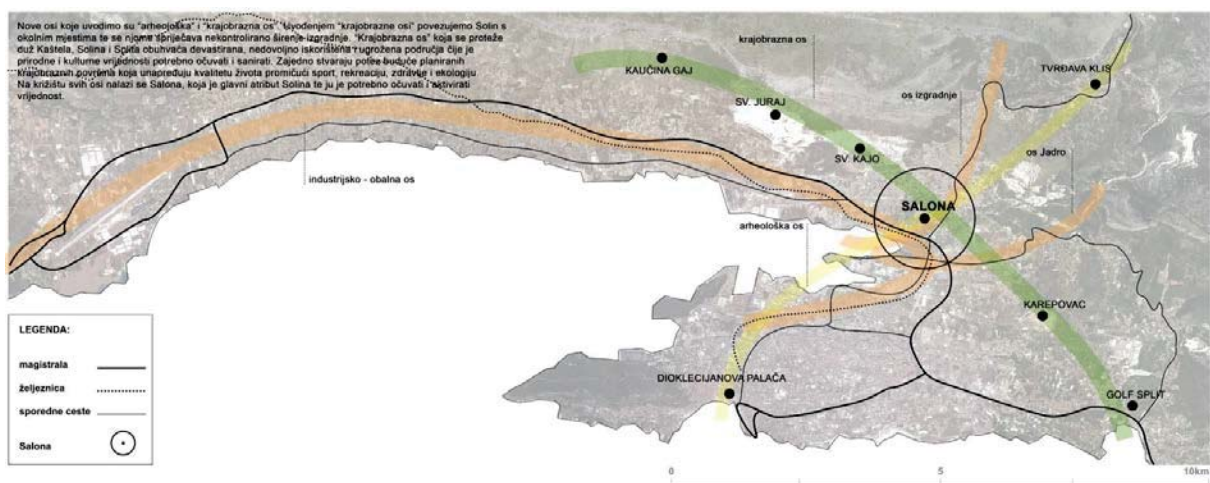 Nove osi koje uvodimo su "arheološka" i "krajobrazna os". Uvođenjem "krajobrazne osi" povezujemo Solin s
okolnim mjestima te se njome spriječava nekontrolirano širenje izgradnje. "Krajobrazna os" koja se proteže
duž Kaštela, Solina i Splita obuhvaća devastirana, nedovoljno iskorištena i ugrožena područja čije je
prirodne i kulturne vrijednosti potrebno očuvati i sanirati. Zajedno stvaraju potez buduće planiranih
krajobraznih površina koja unapređuju kvalitetu života promičući sport, rekreaciju, zdravlje i ekologiju
Na križištu svih osi nalazi se Salona, koja je glavni atribut Solina te ju je potrebno očuvati i aktivirati
vrijednost.
krajobrazna os
KAUČINA GAJ
TVRĐAVA KLIS
SV. JURAJ
os izgradnje
SV. KAJO
os Jadro
industrijsko - obalna os
SALONA
arheološka os
KAREPOVAC
DIOKLECIJANOVA PALAČA
GOLF SPLIT
LEGENDA:
magistrala
željeznica
sporedne ceste
Salona
0 5 10km